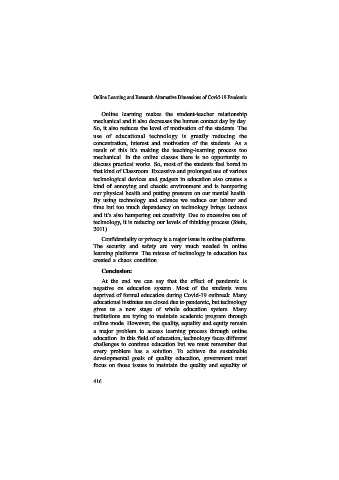 Online Learning and Research Alternative Dimensions of Covid-19 Pandemic
Online learning makes the student-teacher relationship
mechanical and it also decreases the human contact day by day.
So, it also reduces the level of motivation of the students. The
use of educational technology is greatly reducing the
concentration, interest and motivation of the students. As a
result of this it's making the teaching-learning process too
mechanical. In the online classes there is no opportunity to
discuss practical works. So, most of the students feel bored in
that kind of Classroom. Excessive and prolonged use of various
technological devices and gadgets in education also creates a
kind of annoying and chaotic environment and is hampering
our physical health and putting pressure on our mental health.
By using technology and science we reduce our labour and
time but too much dependency on technology brings laziness
and it's also hampering out creativity. Due to excessive use of
technology, it is reducing our levels of thinking process (Stein,
2001)
Confidentiality or privacy is a major issue in online platforms.
The security and safety are very much needed in online
learning platforms. The misuse of technology in education has
created a chaos condition.
Conclusion:
At the end we can say that the effect of pandemic is
negative on education system. Most of the students were
deprived of formal education during Covid-19 outbreak. Many
educational institutes are closed due to pandemic, but technology
gives us a new stage of whole education system. Many
institutions are trying to maintain academic program through
online mode. However, the quality, equality and equity remain
a major problem to access learning process through online
education. In this field of education, technology faces different
challenges to continue education but we must remember that
every problem has a solution. To achieve the sustainable
developmental goals of quality education, government must
focus on those issues to maintain the quality and equality of
416